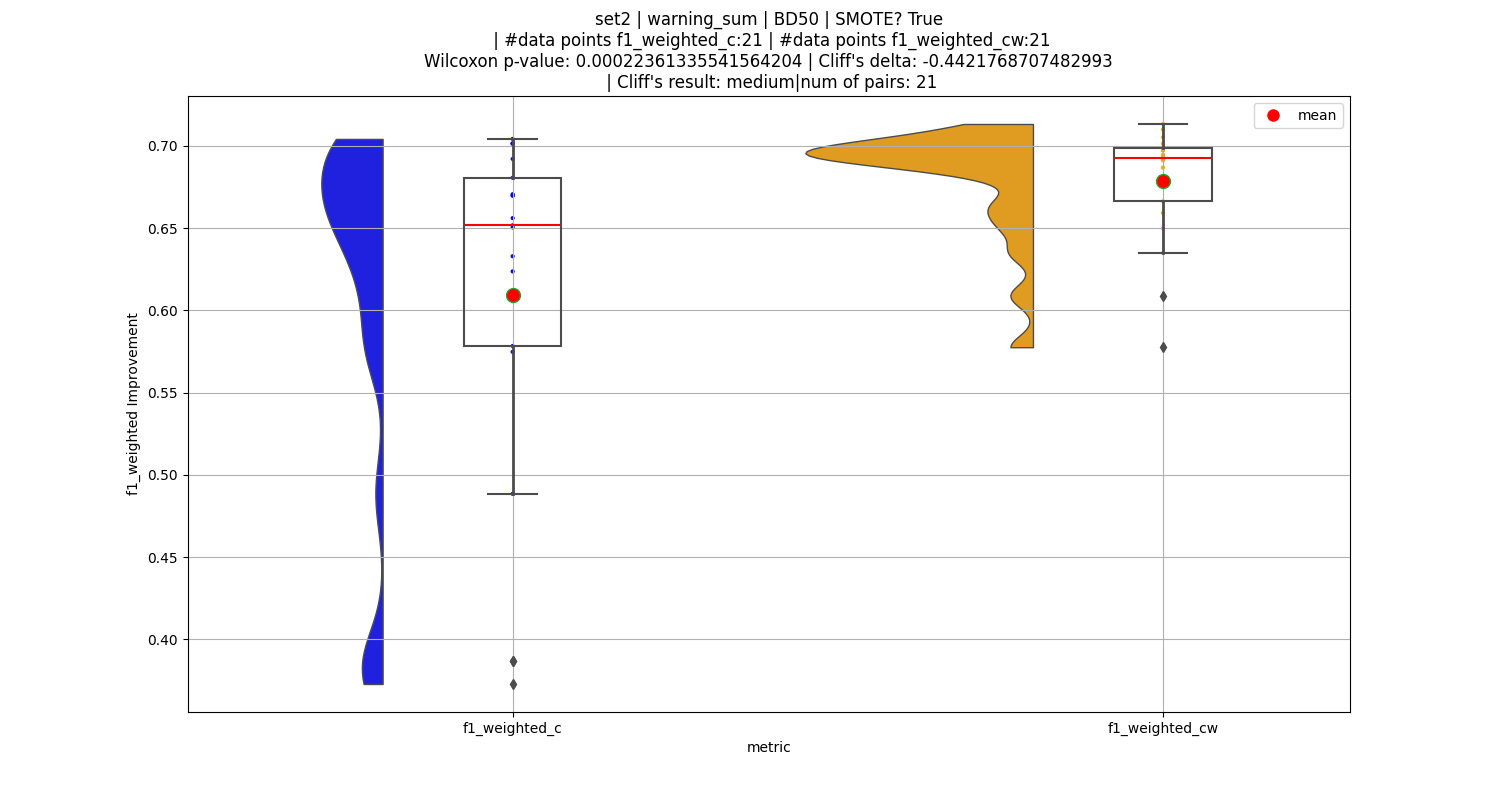 set2 | warning_sum | BD50 | SMOTE? True
| #data points f1_weighted_c:21 | #data points f1_weighted_cw:21
Wilcoxon p-value: 0.00022361335541564204 | Cliff's delta: -0.4421768707482993
| Cliff's result: medium|num of pairs: 21
mean
0.70
0.65
0.60
0.55
0.50
0.45
0.40
f1_weighted Improvement
f1_weighted_c
f1_weighted_cw
metric